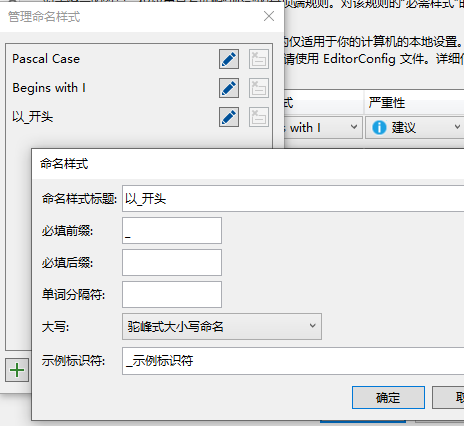 管理命名样式
的仅适用于你的计算机的本地设置。
请使用 EditorConfig 文件。详细
Pascal Case
Begins with I
以_开头
式
严重性
s with I
建议
命名样式
命名样式标题:
以_开头
必填前缀:
_
必填后缀:
单词分隔符:
大写:
驼峰式大小写命名
示例标识符:
_示例标识符
确定
取